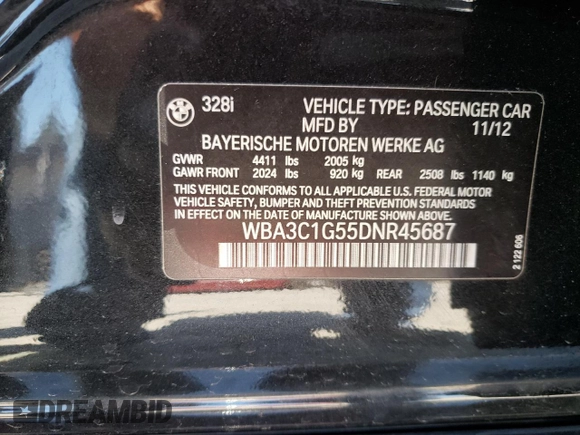 328i VEHICLE TYPE: PASSENGER CAR
MFD BY 11/12
BAYERISCHE MOTOREN WERKE AG
GVWR 4411 lbs 2005 kg
GAWR FRONT 2024 lbs 920 kg REAR 2508 lbs 1140 kg
THIS VEHICLE CONFORMS TO ALL APPLICABLE U.S. FEDERAL MOTOR
VEHICLE SAFETY, BUMPER AND THEFT PREVENTION STANDARDS
IN EFFECT ON THE DATE OF MANUFACTURE SHOWN ABOVE.
WBA3C1G55DNR45687
2 122 606
DREAMBID